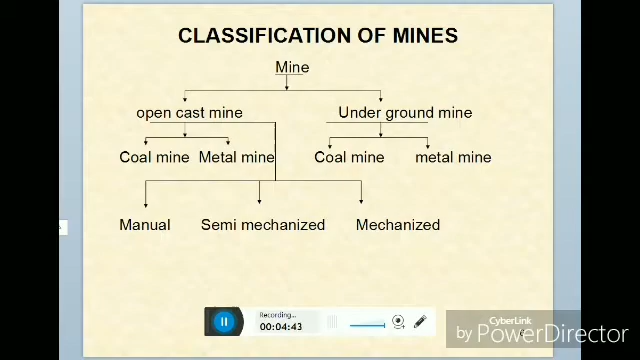 CLASSIFICATION OF MINES
Mine
open cast mine Under ground mine
Coal mine Metal mine Coal mine metal mine
Manual Semi mechanized Mechanized
Recording...
00:04:43
CyberLink
by PowerDirector